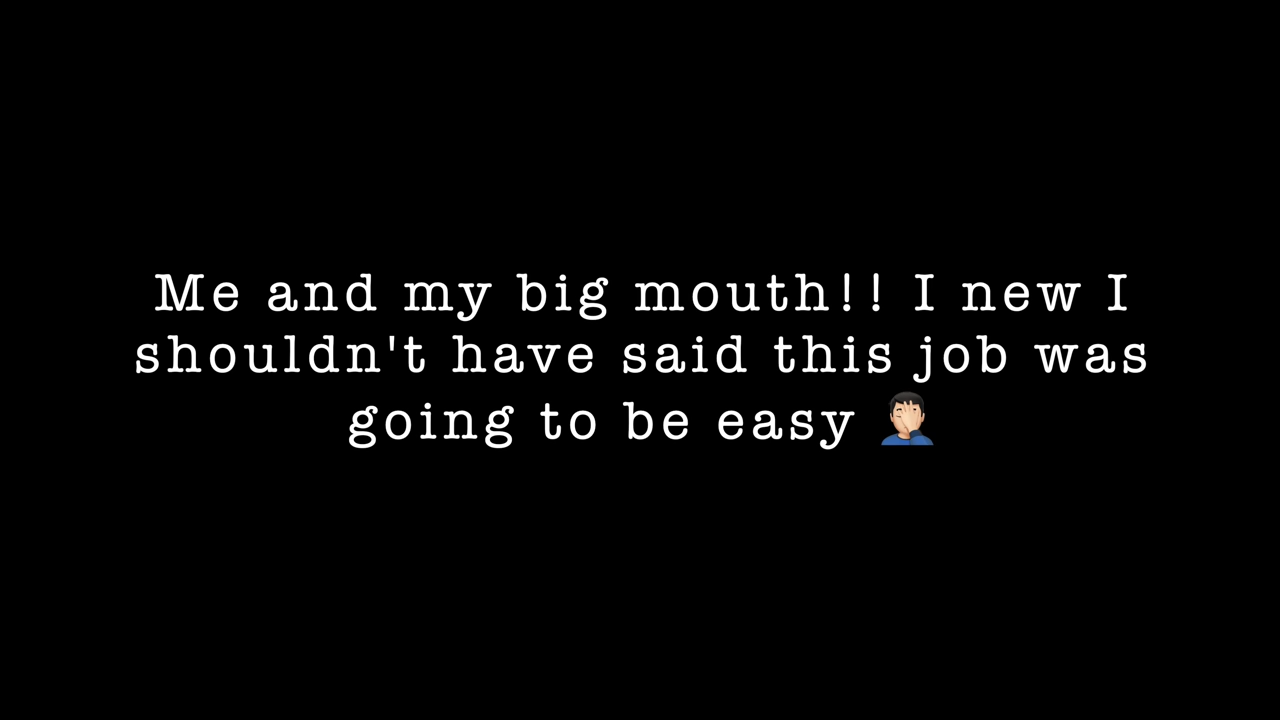 Me and my big mouth!! I new I
shouldn't have said this job was
going to be easy 🤦🏻‍♂️